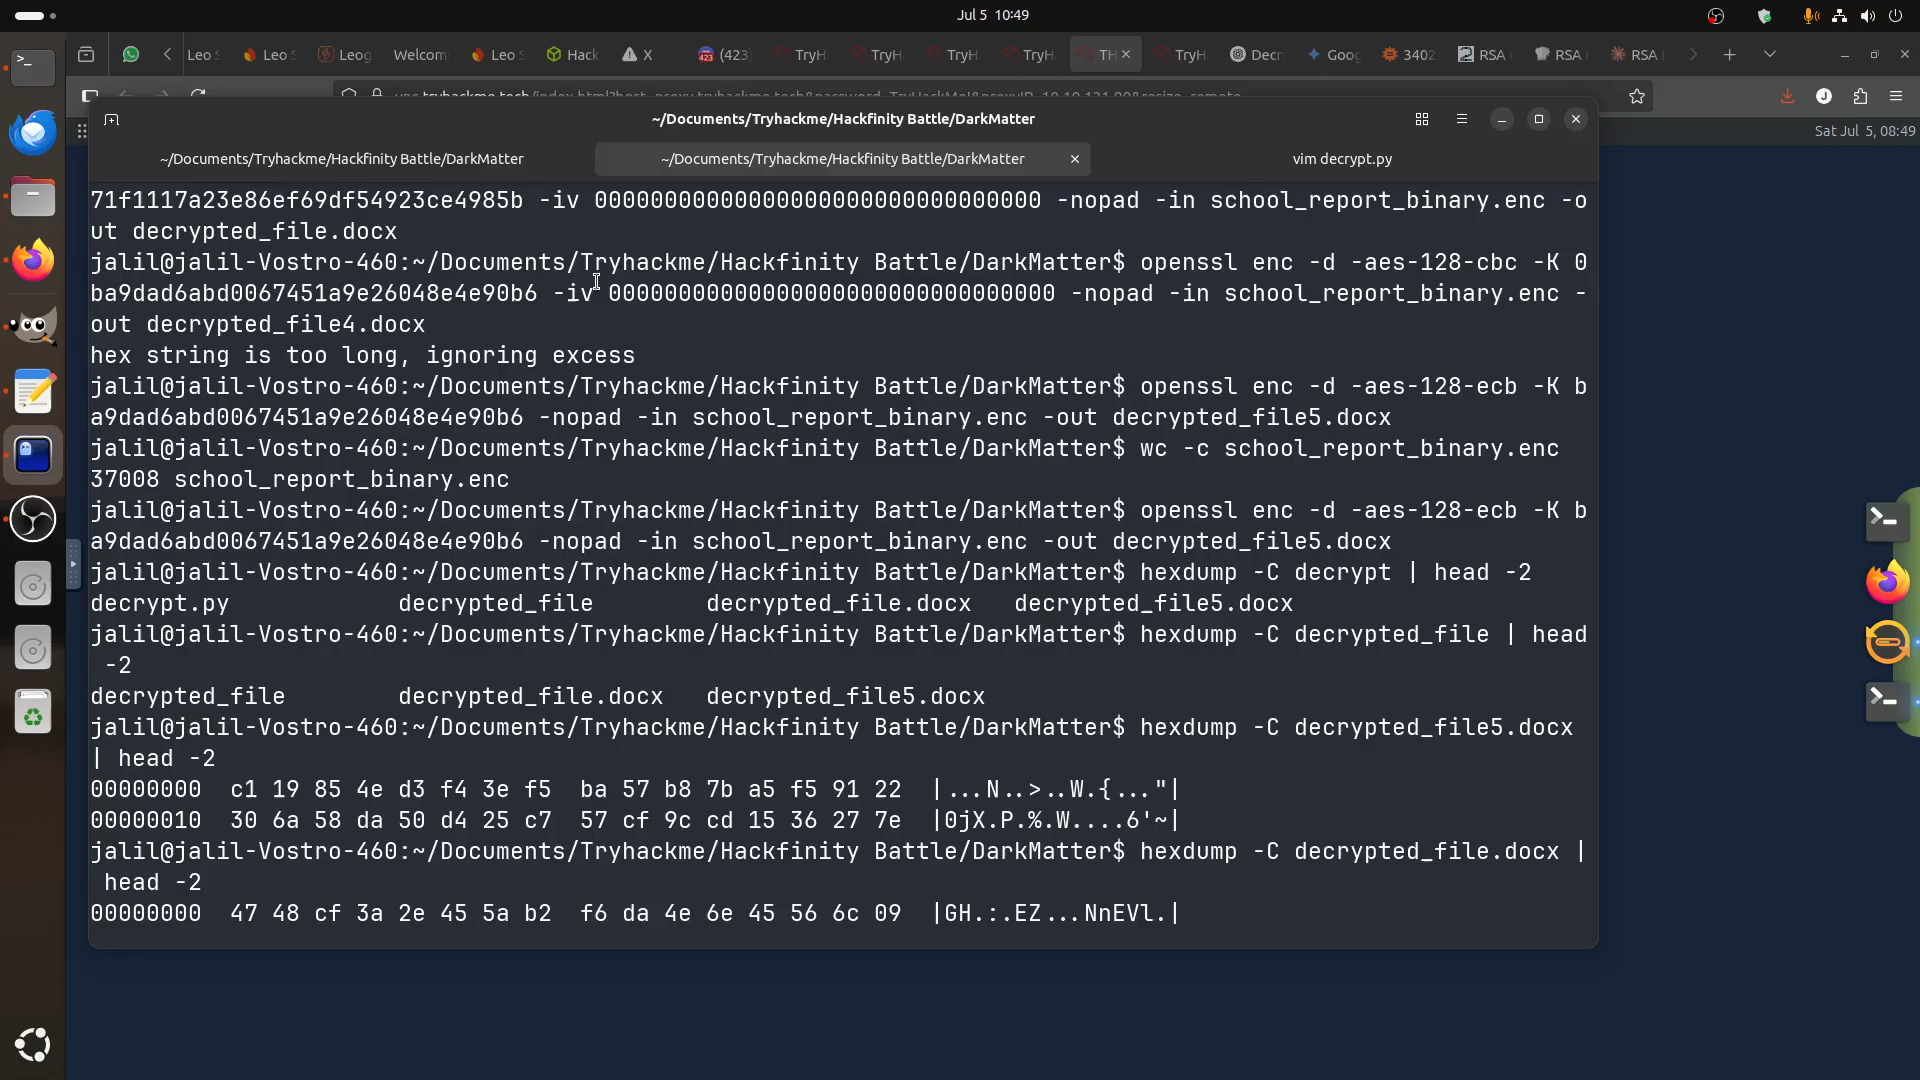 Jul 5  10:49
Leo S
Leo S
Leog
Welcom
Leo S
Hack
X
(423)
TryH
TryH
TryH
TryH
TH
TryH
Decr
Goog
3402
RSA
RSA
RSA
Sat Jul 5, 08:49
~/Documents/Tryhackme/Hackfinity Battle/DarkMatter
~/Documents/Tryhackme/Hackfinity Battle/DarkMatter
~/Documents/Tryhackme/Hackfinity Battle/DarkMatter
vim decrypt.py
71f1117a23e86ef69df54923ce4985b -iv 00000000000000000000000000000000 -nopad -in school_report_binary.enc -o
ut decrypted_file.docx
jalil@jalil-Vostro-460:~/Documents/Tryhackme/Hackfinity Battle/DarkMatter$ openssl enc -d -aes-128-cbc -K 0
ba9dad6abd0067451a9e26048e4e90b6 -iv 00000000000000000000000000000000 -nopad -in school_report_binary.enc -
out decrypted_file4.docx
hex string is too long, ignoring excess
jalil@jalil-Vostro-460:~/Documents/Tryhackme/Hackfinity Battle/DarkMatter$ openssl enc -d -aes-128-ecb -K b
a9dad6abd0067451a9e26048e4e90b6 -nopad -in school_report_binary.enc -out decrypted_file5.docx
jalil@jalil-Vostro-460:~/Documents/Tryhackme/Hackfinity Battle/DarkMatter$ wc -c school_report_binary.enc
37008 school_report_binary.enc
jalil@jalil-Vostro-460:~/Documents/Tryhackme/Hackfinity Battle/DarkMatter$ openssl enc -d -aes-128-ecb -K b
a9dad6abd0067451a9e26048e4e90b6 -nopad -in school_report_binary.enc -out decrypted_file5.docx
jalil@jalil-Vostro-460:~/Documents/Tryhackme/Hackfinity Battle/DarkMatter$ hexdump -C decrypt | head -2
decrypt.py            decrypted_file        decrypted_file.docx   decrypted_file5.docx
jalil@jalil-Vostro-460:~/Documents/Tryhackme/Hackfinity Battle/DarkMatter$ hexdump -C decrypted_file | head
 -2
decrypted_file        decrypted_file.docx   decrypted_file5.docx
jalil@jalil-Vostro-460:~/Documents/Tryhackme/Hackfinity Battle/DarkMatter$ hexdump -C decrypted_file5.docx
| head -2
00000000  c1 19 85 4e d3 f4 3e f5  ba 57 b8 7b a5 f5 91 22  |...N..>..W.{..."|
00000010  30 6a 58 da 50 d4 25 c7  57 cf 9c cd 15 36 27 7e  |0jX.P.%.W....6'~|
jalil@jalil-Vostro-460:~/Documents/Tryhackme/Hackfinity Battle/DarkMatter$ hexdump -C decrypted_file.docx |
 head -2
00000000  47 48 cf 3a 2e 45 5a b2  f6 da 4e 6e 45 56 6c 09  |GH.:.EZ...NnEVl.|